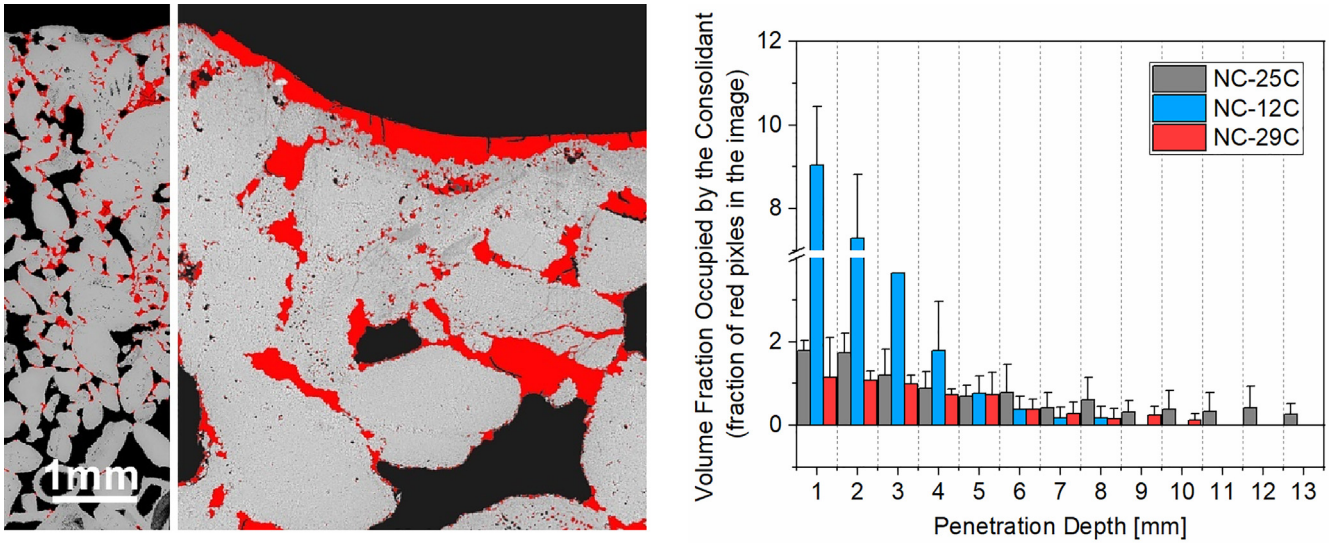 1mm
Volume Fraction Occupied by the Consolidant
(fraction of red pixles in the image)
12
10
8
2
0
NC-25C
NC-12C
NC-29C
1 2 3 4 5 6 7 8 9 10 11 12 13
Penetration Depth [mm]